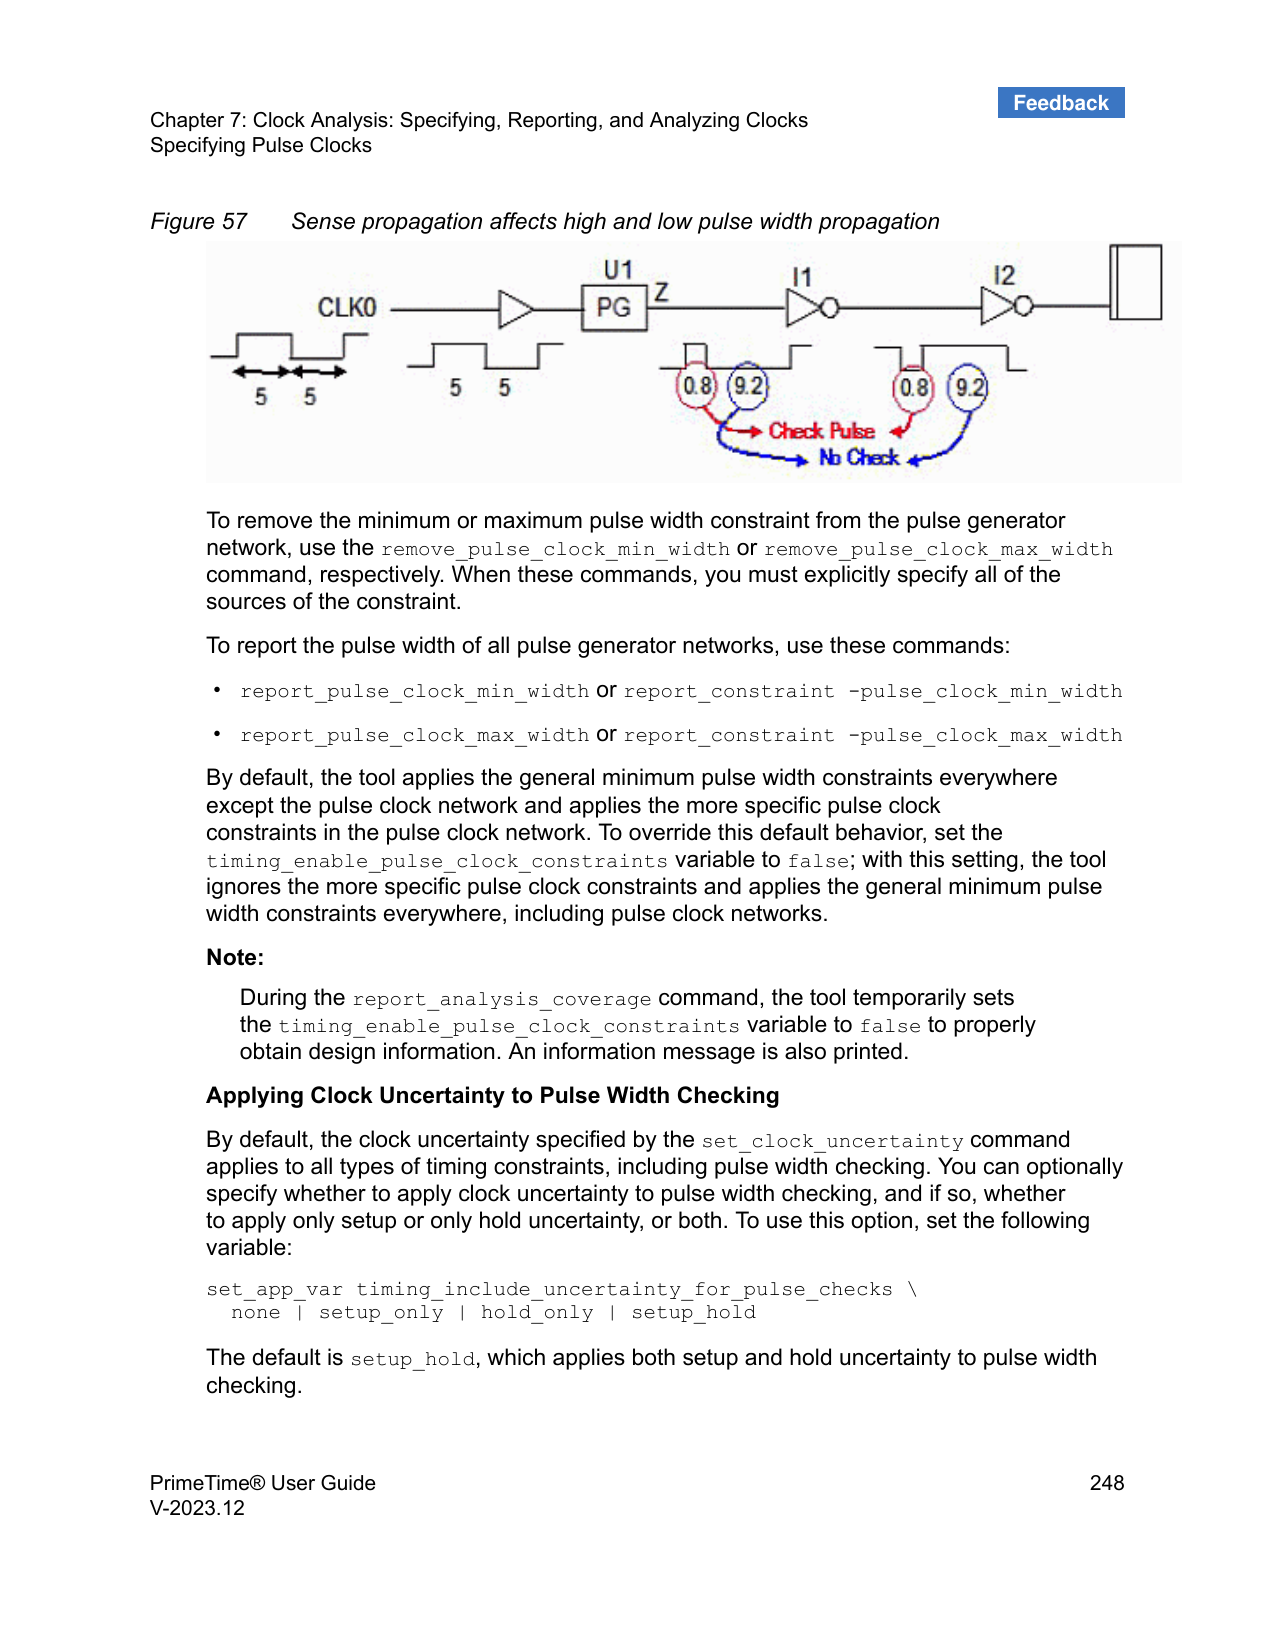 Feedback
Chapter 7: Clock Analysis: Specifying, Reporting, and Analyzing Clocks
Specifying Pulse Clocks
Figure 57 Sense propagation affects high and low pulse width propagation
U1
I1
I2
CLK0
PG
Z
5 5
5 5
0.8 9.2
0.8 9.2
Check Pulse
No Check
To remove the minimum or maximum pulse width constraint from the pulse generator
network, use the remove_pulse_clock_min_width or remove_pulse_clock_max_width
command, respectively. When these commands, you must explicitly specify all of the
sources of the constraint.
To report the pulse width of all pulse generator networks, use these commands:
• report_pulse_clock_min_width or report_constraint -pulse_clock_min_width
• report_pulse_clock_max_width or report_constraint -pulse_clock_max_width
By default, the tool applies the general minimum pulse width constraints everywhere
except the pulse clock network and applies the more specific pulse clock
constraints in the pulse clock network. To override this default behavior, set the
timing_enable_pulse_clock_constraints variable to false; with this setting, the tool
ignores the more specific pulse clock constraints and applies the general minimum pulse
width constraints everywhere, including pulse clock networks.
Note:
During the report_analysis_coverage command, the tool temporarily sets
the timing_enable_pulse_clock_constraints variable to false to properly
obtain design information. An information message is also printed.
Applying Clock Uncertainty to Pulse Width Checking
By default, the clock uncertainty specified by the set_clock_uncertainty command
applies to all types of timing constraints, including pulse width checking. You can optionally
specify whether to apply clock uncertainty to pulse width checking, and if so, whether
to apply only setup or only hold uncertainty, or both. To use this option, set the following
variable:
set_app_var timing_include_uncertainty_for_pulse_checks \
none | setup_only | hold_only | setup_hold
The default is setup_hold, which applies both setup and hold uncertainty to pulse width
checking.
PrimeTime® User Guide 248
V-2023.12